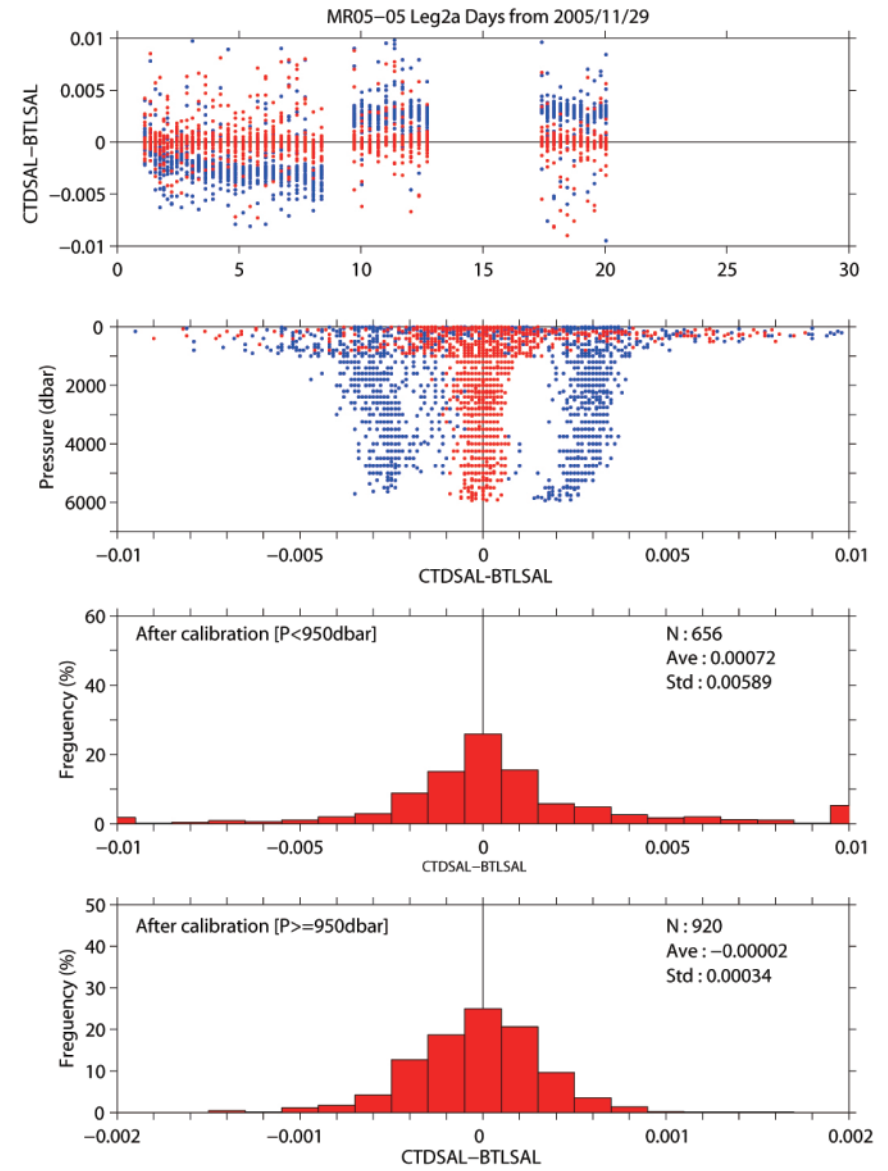 MR05−05 Leg2a Days from 2005/11/29
0.01
0.005
0
−0.005
−0.01
CTDSAL−BTLSAL
0 5 10 15 20 25 30
0
2000
4000
6000
Pressure (dbar)
−0.01 −0.005 0 0.005 0.01
CTDSAL-BTLSAL
60
40
20
0
Freguency (%)
After calibration [P<950dbar]
N : 656
Ave : 0.00072
Std : 0.00589
−0.01 −0.005 0 0.005 0.01
CTDSAL−BTLSAL
50
40
30
20
10
0
Freguency (%)
After calibration [P>=950dbar]
N : 920
Ave : −0.00002
Std : 0.00034
−0.002 −0.001 0 0.001 0.002
CTDSAL−BTLSAL